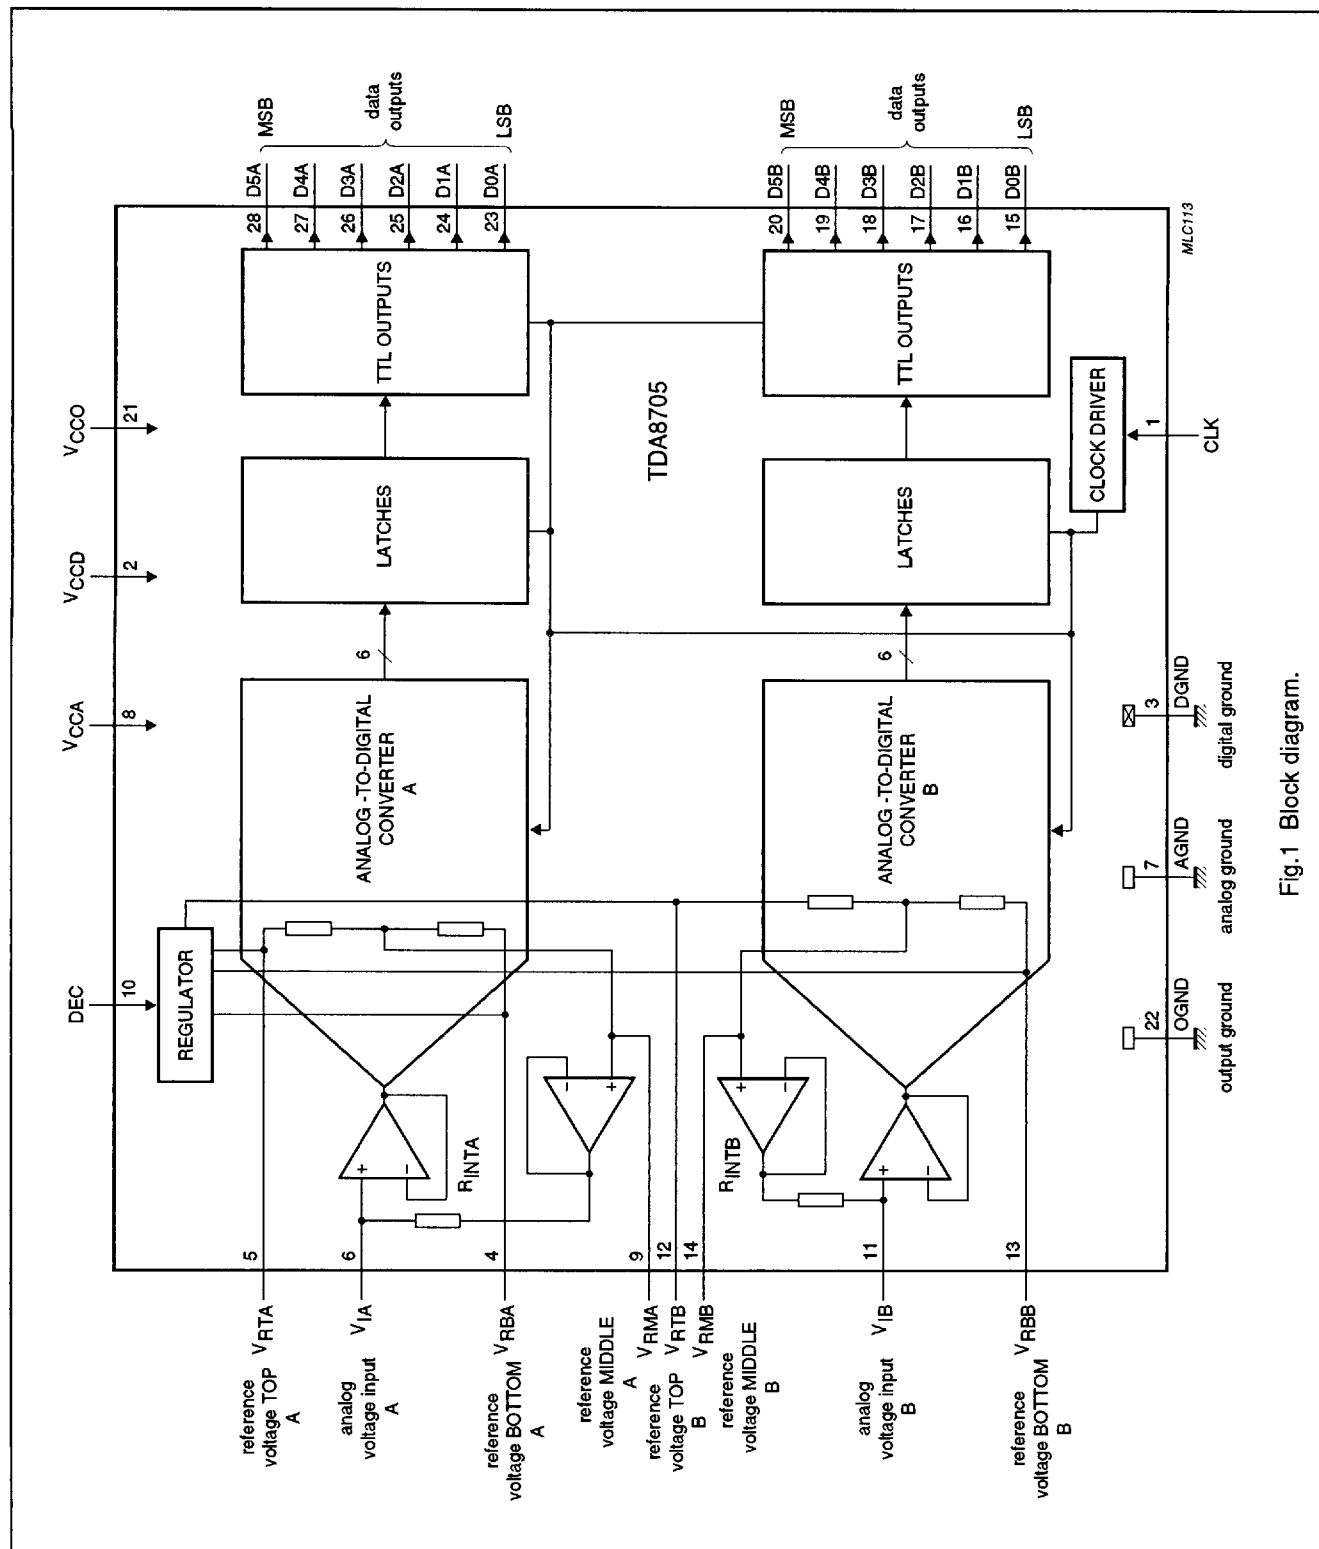 DEC
10
VCCA
8
VCCD
2
VCCO
21
REGULATOR
reference
voltage TOP
A
VRTA
5
analog
voltage input
A
VIA
6
reference
voltage BOTTOM
A
VRBA
4
+
−
RINTA
ANALOG -TO-DIGITAL
CONVERTER
A
6
LATCHES
TTL OUTPUTS
28 D5A
27 D4A
26 D3A
25 D2A
24 D1A
23 D0A
MSB
data
outputs
LSB
−
+
reference
voltage MIDDLE
A
VRMA
9
reference
voltage TOP
B
VRTB
12
reference
voltage MIDDLE
B
VRMB
14
TDA8705
+
−
RINTB
analog
voltage input
B
VIB
11
reference
voltage BOTTOM
B
VRBB
13
+
−
ANALOG -TO-DIGITAL
CONVERTER
B
6
LATCHES
TTL OUTPUTS
20 D5B
19 D4B
18 D3B
17 D2B
16 D1B
15 D0B
MSB
data
outputs
LSB
CLOCK DRIVER
22
OGND
output ground
7
AGND
analog ground
3
DGND
digital ground
1
CLK
MLC113
Fig.1 Block diagram.